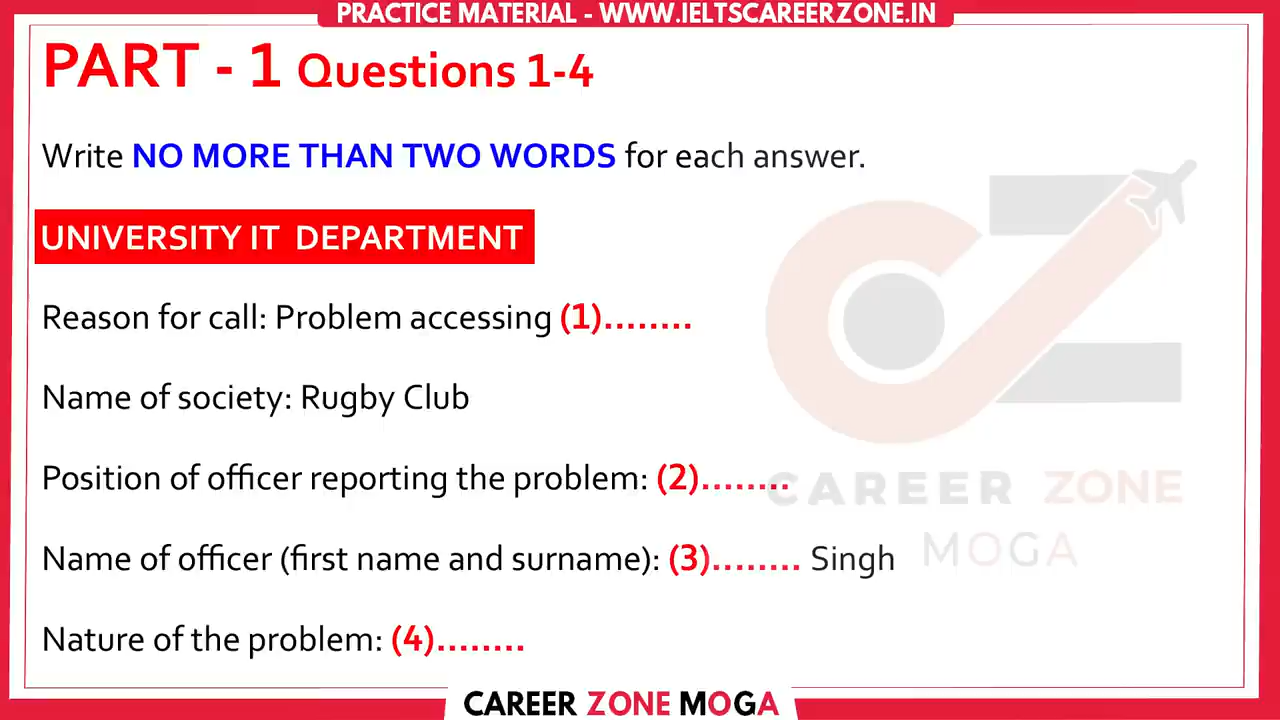 PRACTICE MATERIAL - WWW.IELTSCAREERZONE.IN
PART - 1 Questions 1-4
Write NO MORE THAN TWO WORDS for each answer.
UNIVERSITY IT DEPARTMENT
Reason for call: Problem accessing (1)........
Name of society: Rugby Club
Position of officer reporting the problem: (2)........
CAREER ZONE
Name of officer (first name and surname): (3)........ Singh
MOGA
Nature of the problem: (4)........
CAREER ZONE MOGA